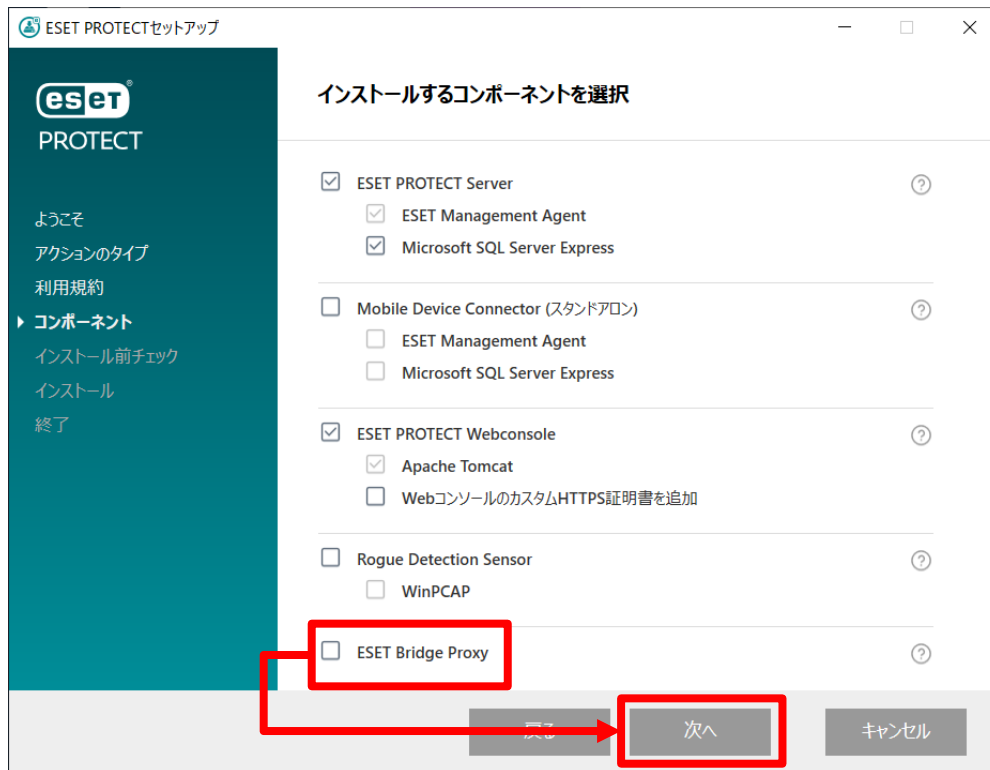 ESET PROTECTセットアップ
eset
PROTECT
ようこそ
アクションのタイプ
利用規約
コンポーネント
インストール前チェック
インストール
終了
インストールするコンポーネントを選択
ESET PROTECT Server
ESET Management Agent
Microsoft SQL Server Express
Mobile Device Connector (スタンドアロン)
ESET Management Agent
Microsoft SQL Server Express
ESET PROTECT Webconsole
Apache Tomcat
WebコンソールのカスタムHTTPS証明書を追加
Rogue Detection Sensor
WinPCAP
ESET Bridge Proxy
戻る
次へ
キャンセル